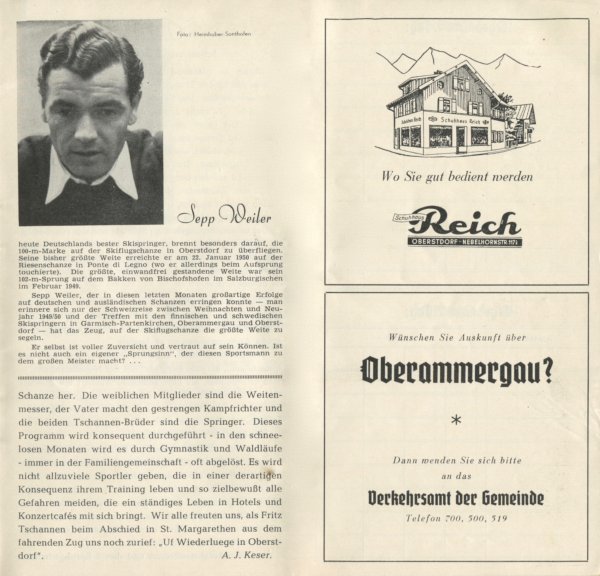 Foto: Heimhuber-Sonthofen
Sepp Weiler
heute Deutschlands bester Skispringer, brennt besonders darauf, die
100-m-Marke auf der Skiflugschanze in Oberstdorf zu überfliegen.
Seine bisher größte Weite erreichte er am 22. Januar 1950 auf der
Riesenschanze in Ponte di Legno (wo er allerdings beim Aufsprung
touchierte). Die größte, einwandfrei gestandene Weite war sein
102-m-Sprung auf dem Bakken von Bischofshofen im Salzburgischen
im Februar 1949.
Sepp Weiler, der in diesen letzten Monaten großartige Erfolge
auf deutschen und ausländischen Schanzen erringen konnte — man
erinnere sich nur der Schweizreise zwischen Weihnachten und Neu-
jahr 1949/50 und der Treffen mit den finnischen und schwedischen
Skispringern in Garmisch-Partenkirchen, Oberammergau und Oberst-
dorf — hat das Zeug, auf der Skiflugschanze die größte Weite zu
segeln.
Er selbst ist voller Zuversicht und vertraut auf sein Können. Ist
es nicht auch ein eigener „Sprungsinn", der diesen Sportsmann zu
dem großen Meister macht? . . .
Schanze her. Die weiblichen Mitglieder sind die Weiten-
messer, der Vater macht den gestrengen Kampfrichter und
die beiden Tschannen-Brüder sind die Springer. Dieses
Programm wird konsequent durchgeführt - in den schnee-
losen Monaten wird es durch Gymnastik und Waldläufe
- immer in der Familiengemeinschaft - oft abgelöst. Es wird
nicht allzuviele Sportler geben, die in einer derartigen
Konsequenz ihrem Training leben und so zielbewußt alle
Gefahren meiden, die ein ständiges Leben in Hotels und
Konzertcafés mit sich bringt. Wir alle freuten uns, als Fritz
Tschannen beim Abschied in St. Margarethen aus dem
fahrenden Zug uns noch zurief: „Uf Wiederluege in Oberst-
dorf".
A. J. Keser.
Schuhhaus Reich
Wo Sie gut bedient werden
Schuhhaus
Reich
OBERSTDORF - NEBELHORNSTR. 117½
Wünschen Sie Auskunft über
Oberammergau?
*
Dann wenden Sie sich bitte
an das
Verkehrsamt der Gemeinde
Telefon 700, 500, 519